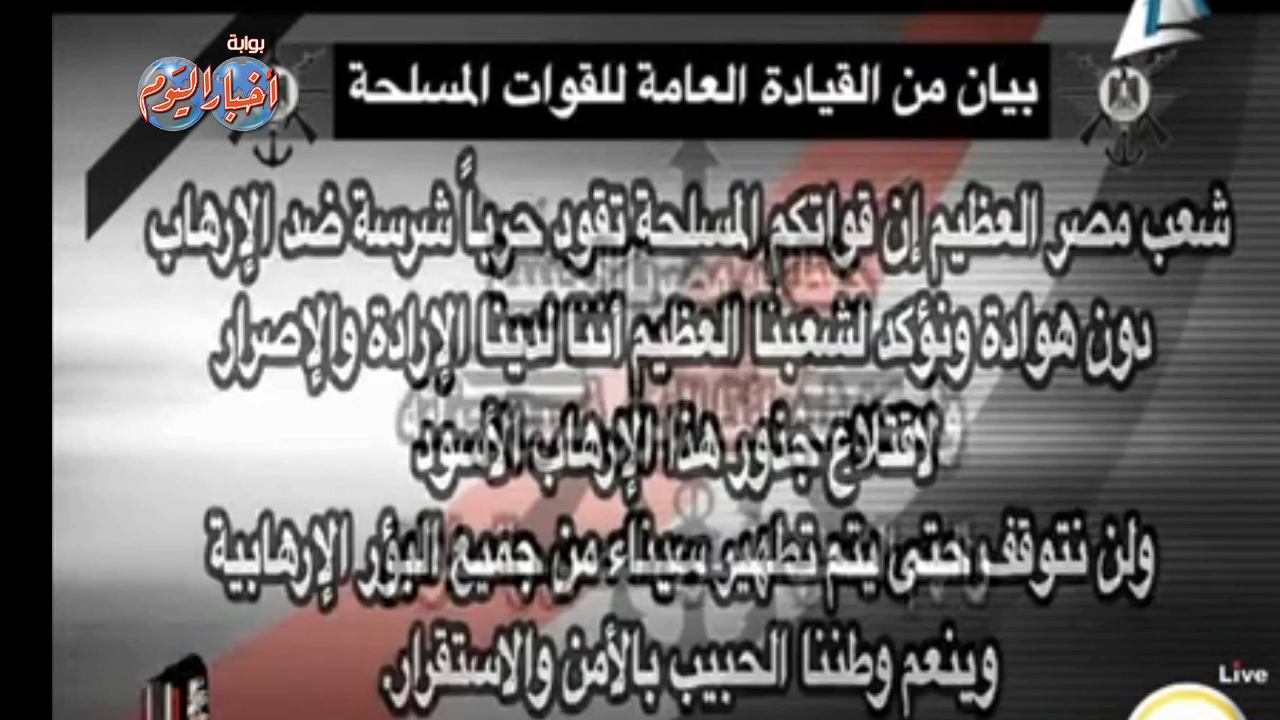 بوابة
أخبار اليوم
بيان من القيادة العامة للقوات المسلحة
شعب مصر العظيم إن قواتكم المسلحة تقود حرباً شرسة ضد الإرهاب
دون هوادة ونؤكد لشعبنا العظيم أننا لدينا الإرادة والإصرار
لاقتلاع جذور هذا الإرهاب الأسود
ولن نتوقف حتى يتم تطهير سيناء من جميع البؤر الإرهابية
وينعم وطننا الحبيب بالأمن والاستقرار.
Live